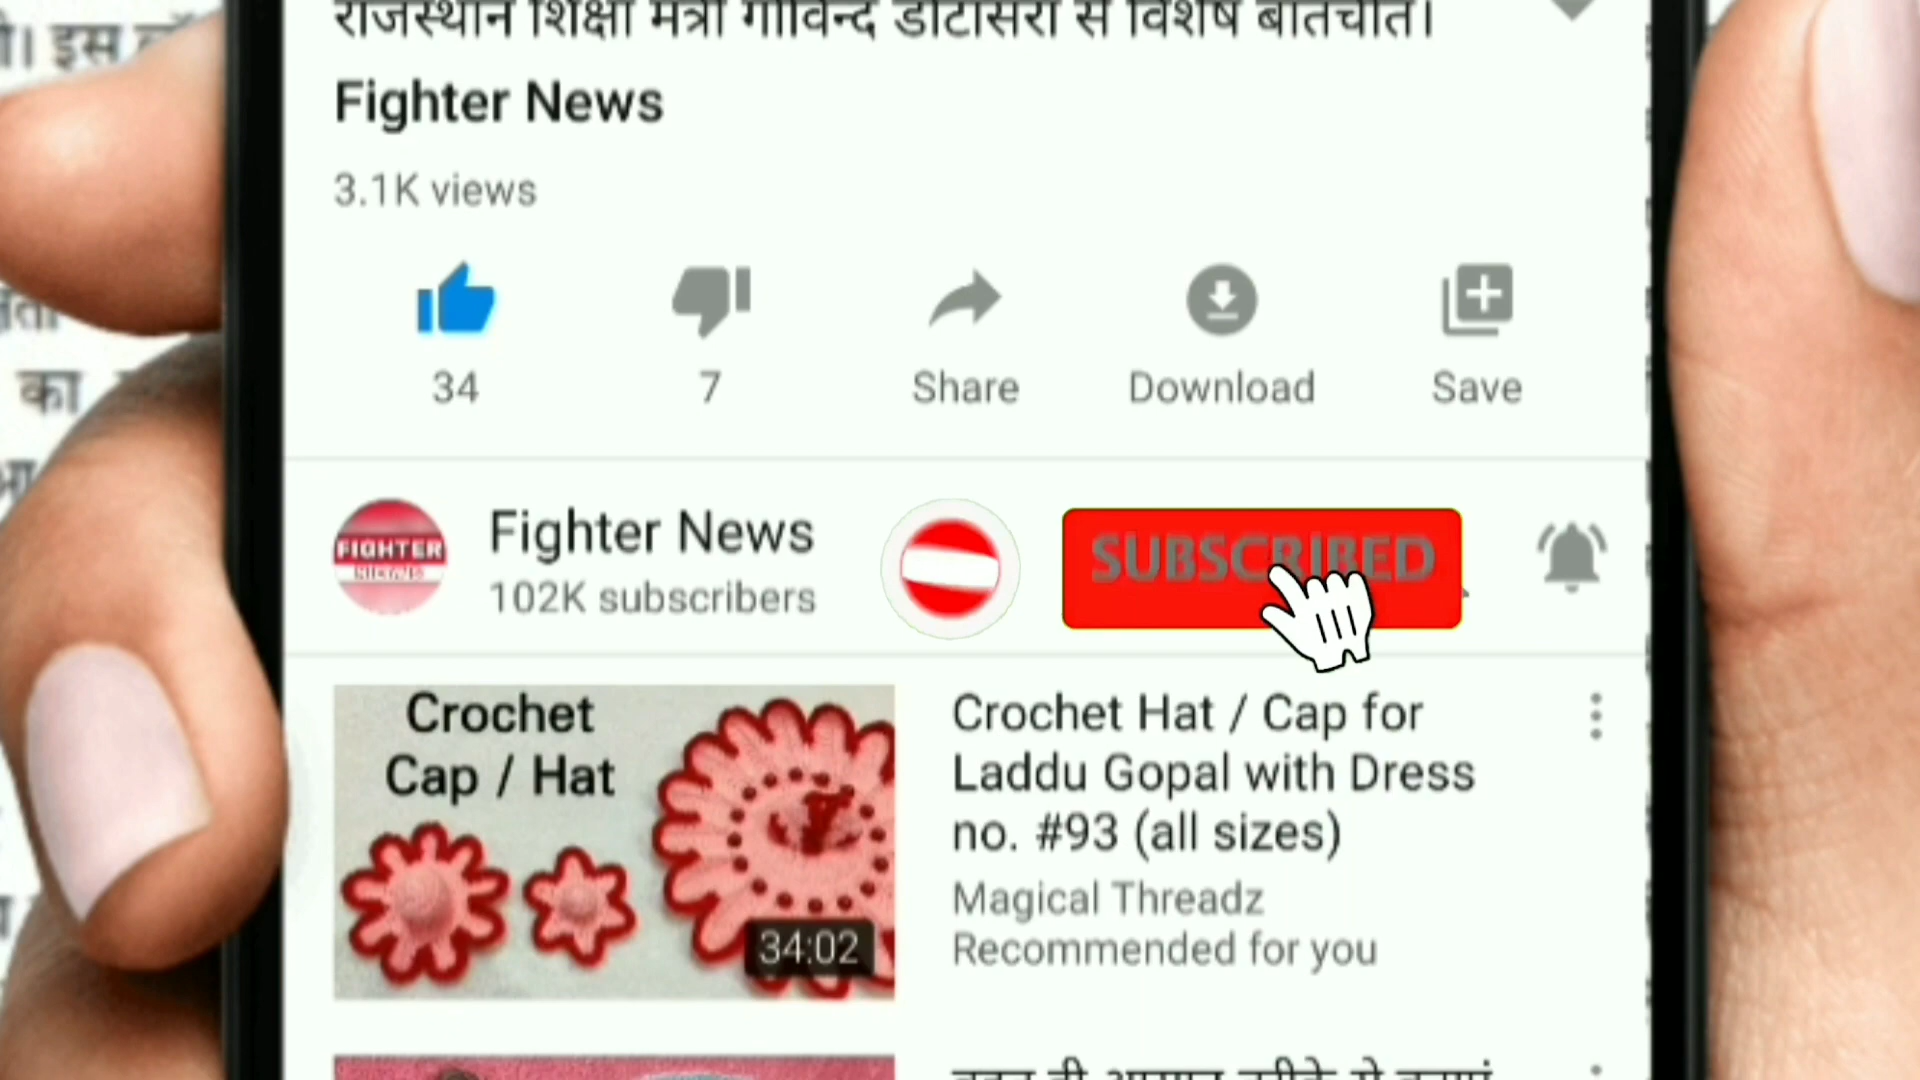 राजस्थान शिक्षा मंत्री गोविन्द डोटासरा से विशेष बातचीत।
Fighter News
3.1K views
34
7
Share
Download
Save
FIGHTER
Fighter News
102K subscribers
SUBSCRIBED
Crochet
Cap / Hat
34:02
Crochet Hat / Cap for
Laddu Gopal with Dress
no. #93 (all sizes)
Magical Threadz
Recommended for you
। इस
का